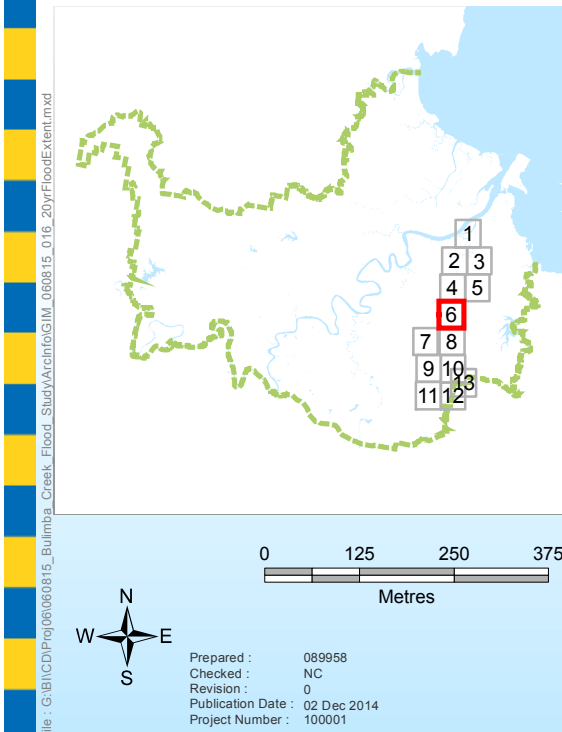 ile : G:\BI\CD\Proj06\060815_Bulimba_Creek_Flood_Study\ArcInfo\GIM_060815_016_20yrFloodExtent.mxd
1
2 3
4 5
6
7 8
9 10
13
11 12
0 125 250 375
Metres
N
W E
S
Prepared : 089958
Checked : NC
Revision : 0
Publication Date : 02 Dec 2014
Project Number : 100001